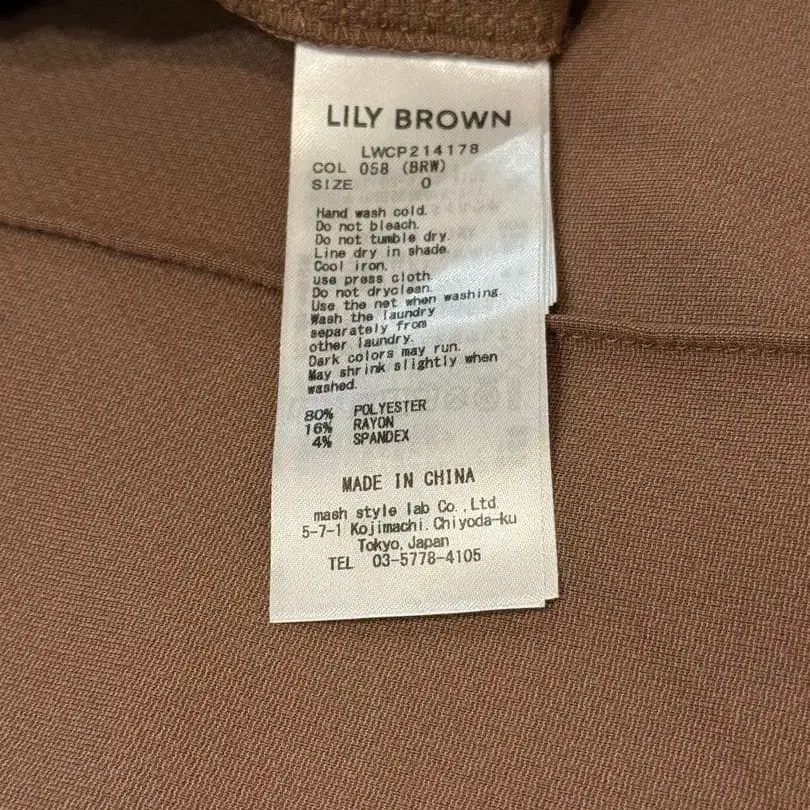 LILY BROWN
LWCP214178
COL 058 (BRW)
SIZE 0
Hand wash cold.
Do not bleach.
Do not tumble dry.
Line dry in shade.
Cool iron.
use press cloth.
Do not dryclean.
Use the net when washing.
Wash the laundry
separately from
other laundry.
Dark colors may run.
May shrink slightly when
washed.
80% POLYESTER
16% RAYON
4% SPANDEX
MADE IN CHINA
mash style lab Co.,Ltd.
5-7-1 Kojimachi.Chiyoda-ku
Tokyo,Japan
TEL 03-5778-4105